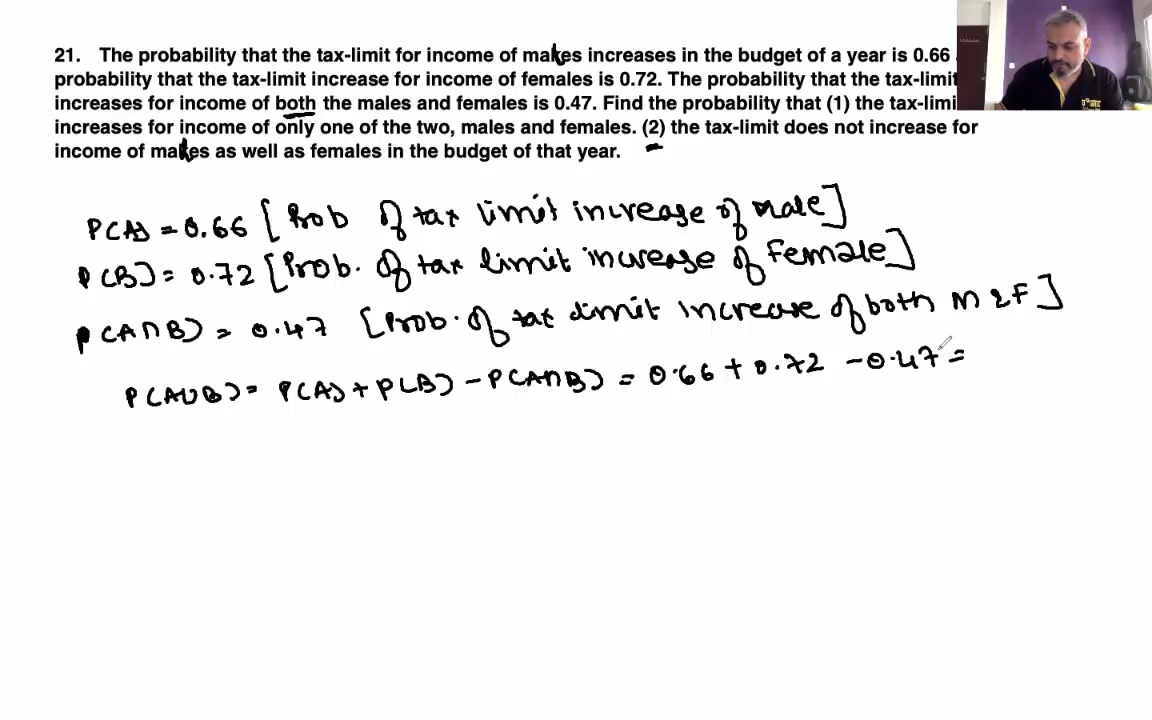 21. The probability that the tax-limit for income of males increases in the budget of a year is 0.66
probability that the tax-limit increase for income of females is 0.72. The probability that the tax-limit
increases for income of both the males and females is 0.47. Find the probability that (1) the tax-limi
increases for income of only one of the two, males and females. (2) the tax-limit does not increase for
income of males as well as females in the budget of that year.
P(A) = 0.66 [Prob of tax limit increase of male]
P(B) = 0.72 [Prob. of tax limit increase of Female]
P(A∩B) = 0.47 [Prob. of tax limit increase of both M & F]
P(A∪B) = P(A) + P(B) - P(A∩B) = 0.66 + 0.72 - 0.47 =